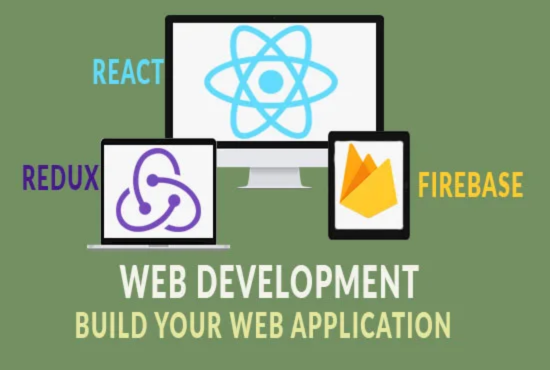 REACT
REDUX
FIREBASE
WEB DEVELOPMENT
BUILD YOUR WEB APPLICATION